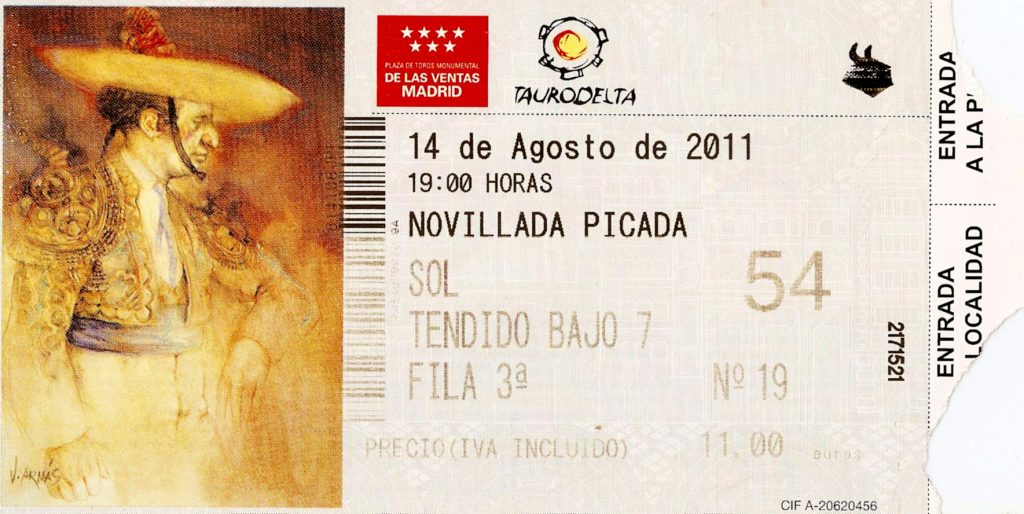 PLAZA DE TOROS MONUMENTAL
DE LAS VENTAS
MADRID
TAURODELTA
14 de Agosto de 2011
19:00 HORAS
NOVILLADA PICADA
SOL
54
TENDIDO BAJO 7
FILA 3ª
Nº 19
PRECIO(IVA INCLUIDO)
11.00 euros
CIF A-20620456
2171521
ENTRADA
A LA P
ENTRADA
LOCALIDAD
V. ARNÁS